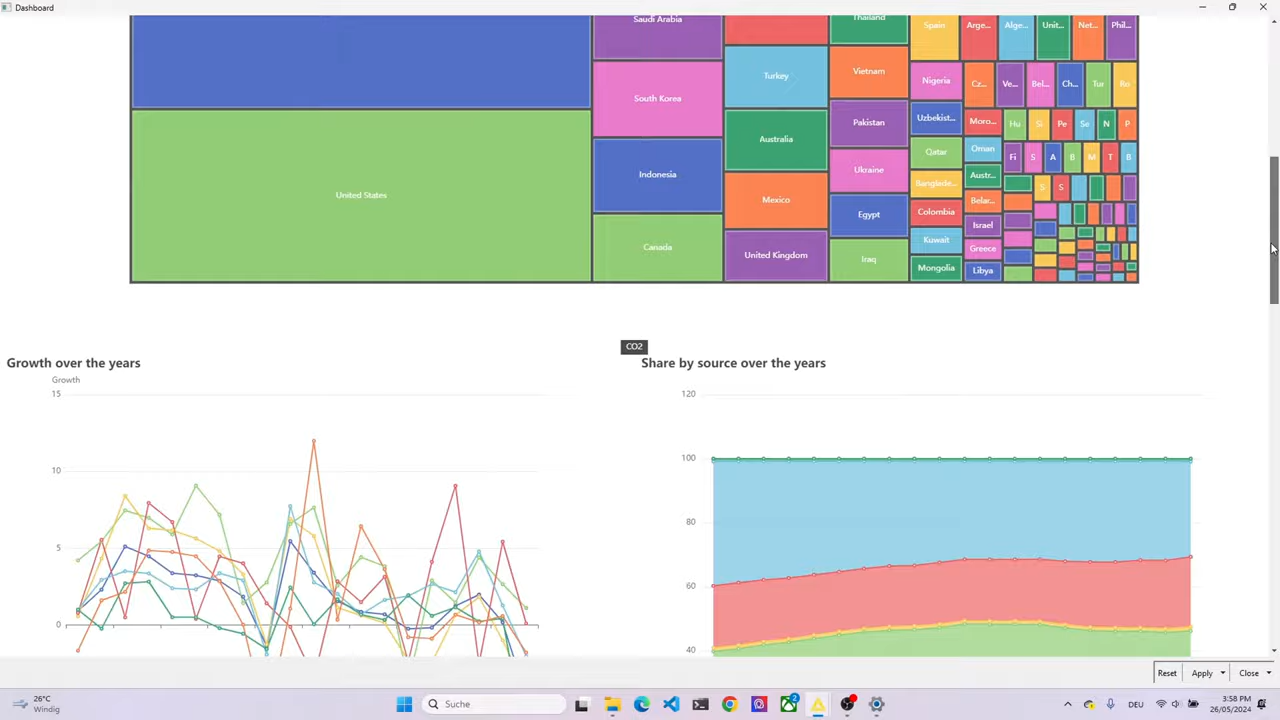 Dashboard
Saudi Arabia
Thailand
Spain
Arge...
Alge...
Unit...
Net...
Phil...
Turkey
Vietnam
Nigeria
Cz...
Ve...
Bel...
Ch...
Tur
Ro
South Korea
Pakistan
Uzbekist...
Moro...
Hu
Si
Pe
Se
N
P
Australia
Qatar
Oman
Fi
S
A
B
M
T
B
United States
Indonesia
Ukraine
Banglade...
Austr...
S
S
Mexico
Egypt
Colombia
Belar...
Israel
Canada
United Kingdom
Iraq
Kuwait
Greece
Mongolia
Libya
CO2
Growth over the years
Share by source over the years
Growth
15
10
5
0
120
100
80
60
40
Reset
Apply
Close
26°C
Windig
Suche
2
DEU
3:58 PM
26/05/2024